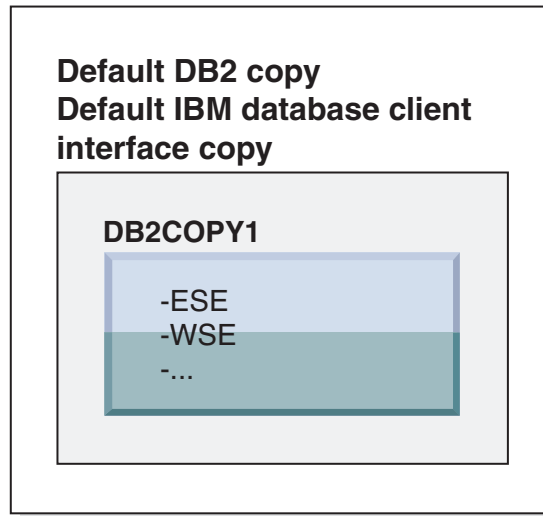 Default DB2 copy
Default IBM database client
interface copy
DB2COPY1
-ESE
-WSE
-...